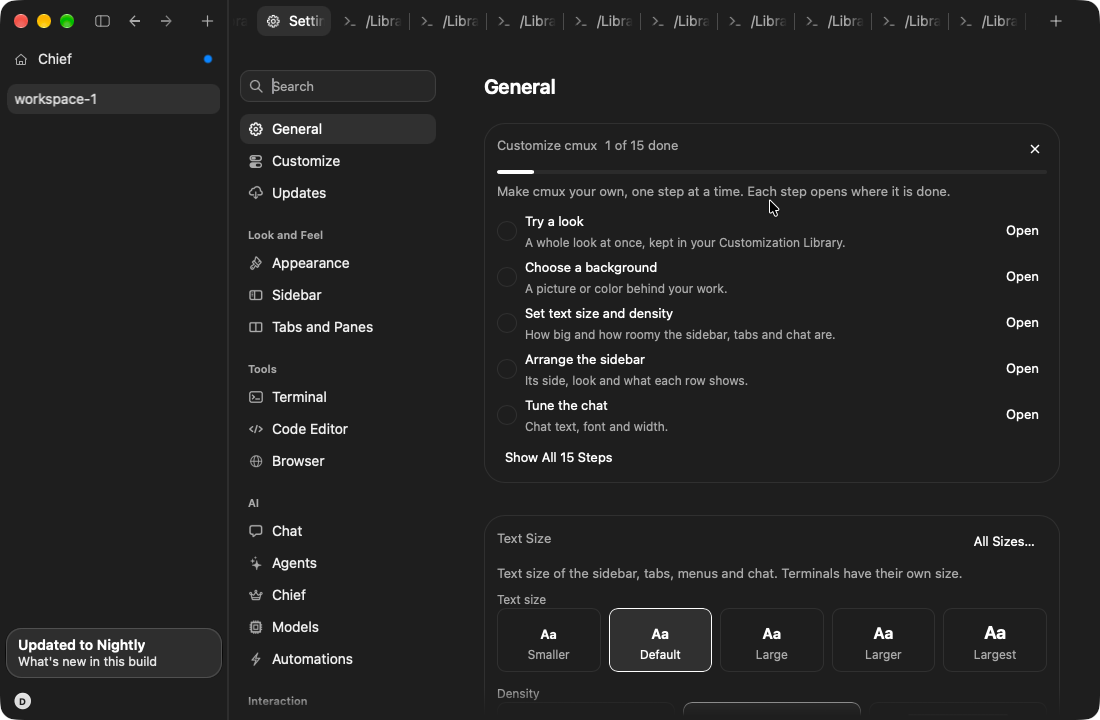 Settin
/Libra
/Libra
/Libra
/Libra
/Libra
/Libra
/Libra
/Libra
/Libra
Chief
workspace-1
Search
General
Customize
Updates
Look and Feel
Appearance
Sidebar
Tabs and Panes
Tools
Terminal
Code Editor
Browser
AI
Chat
Agents
Chief
Models
Automations
Interaction
Updated to Nightly
What's new in this build
D
General
Customize cmux 1 of 15 done
Make cmux your own, one step at a time. Each step opens where it is done.
Try a look
A whole look at once, kept in your Customization Library.
Open
Choose a background
A picture or color behind your work.
Open
Set text size and density
How big and how roomy the sidebar, tabs and chat are.
Open
Arrange the sidebar
Its side, look and what each row shows.
Open
Tune the chat
Chat text, font and width.
Open
Show All 15 Steps
Text Size
All Sizes...
Text size of the sidebar, tabs, menus and chat. Terminals have their own size.
Text size
Aa Aa Aa Aa Aa
Smaller Default Large Larger Largest
Density